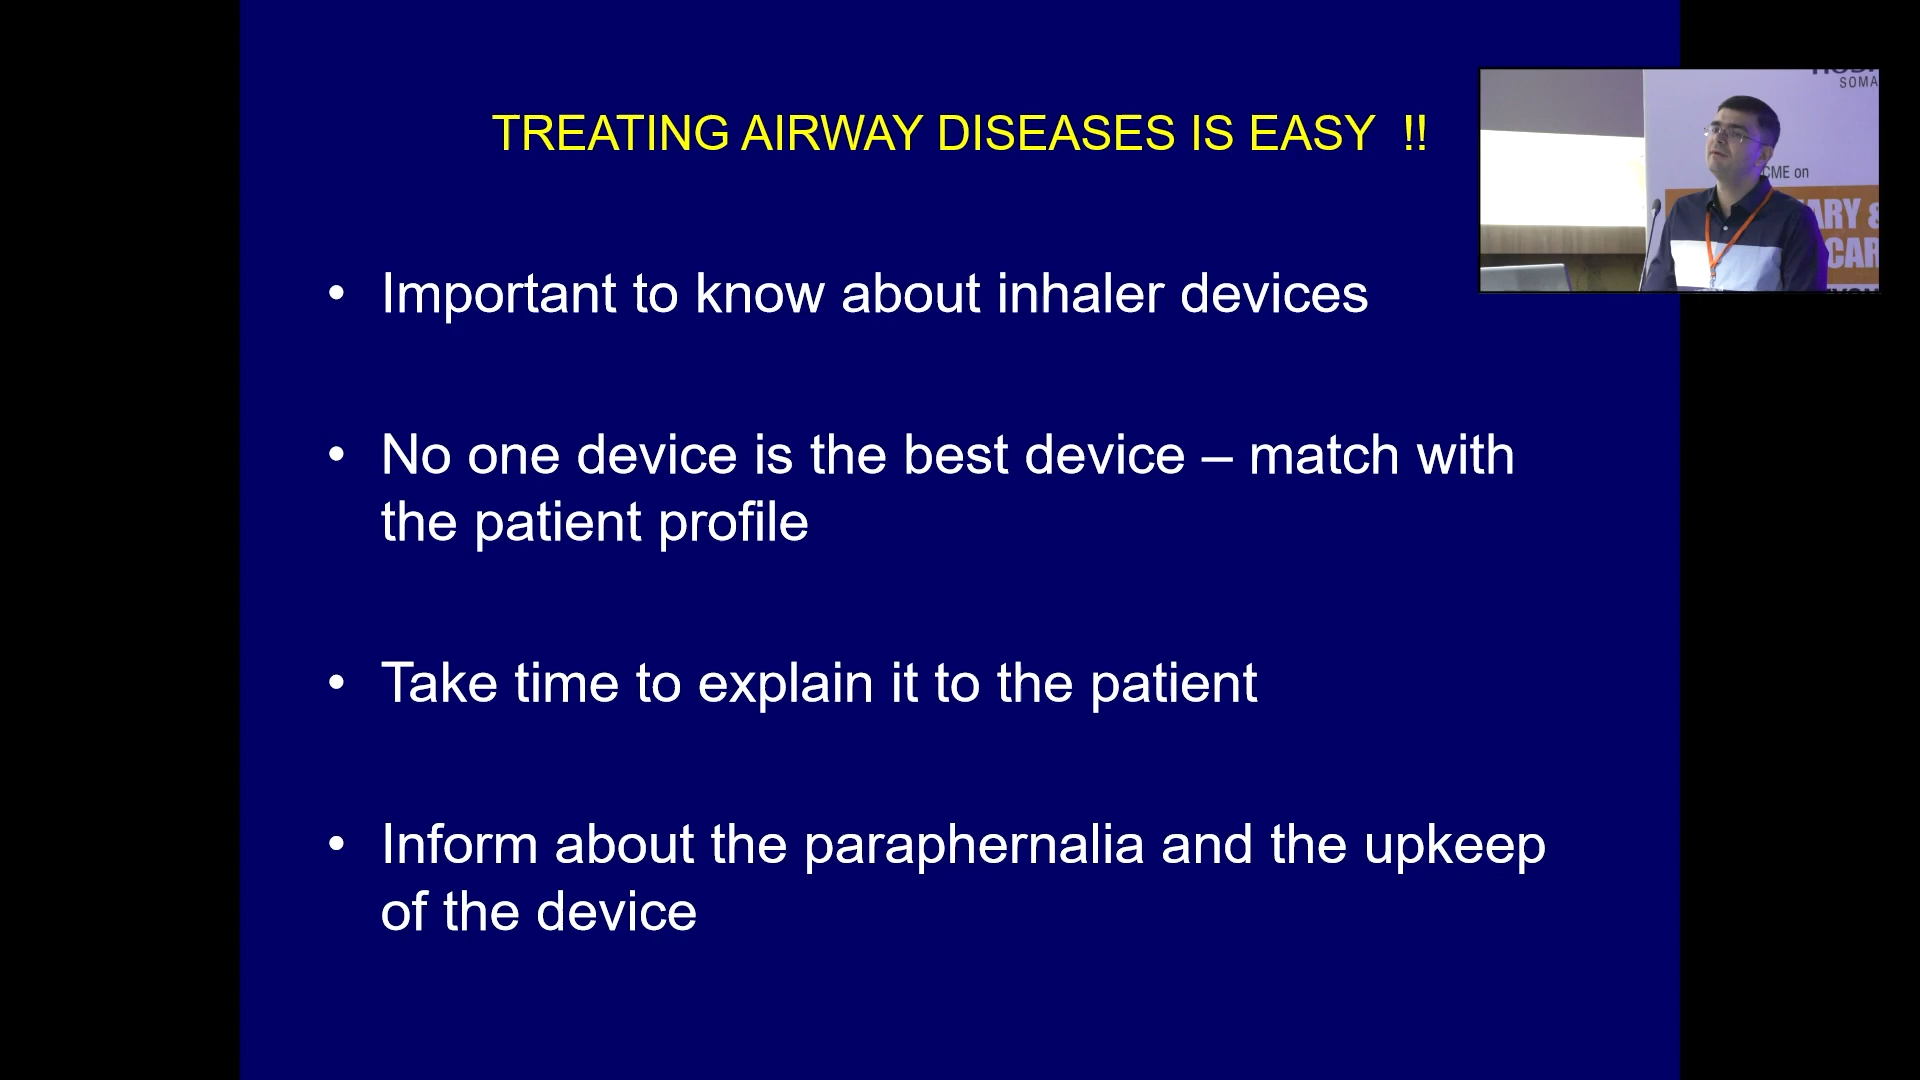 TREATING AIRWAY DISEASES IS EASY !!
• Important to know about inhaler devices
• No one device is the best device – match with
the patient profile
• Take time to explain it to the patient
• Inform about the paraphernalia and the upkeep
of the device
SOMA
CME on
ARY &
CAR